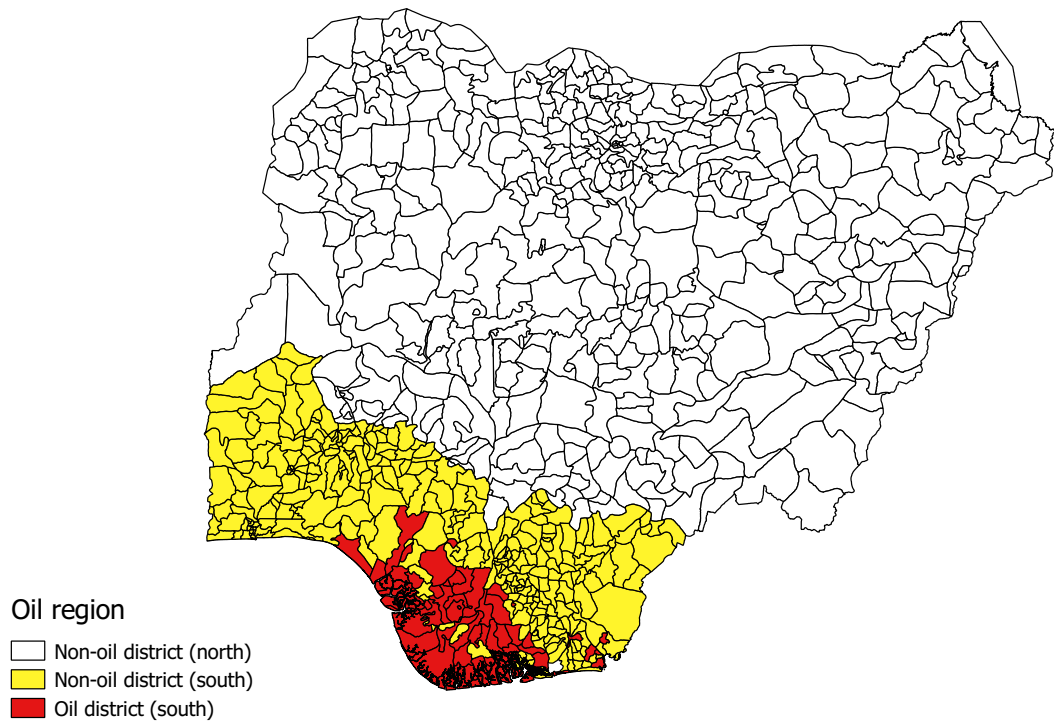 Oil region
Non-oil district (north)
Non-oil district (south)
Oil district (south)